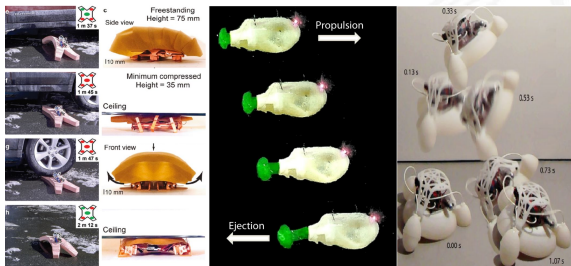 1 m 37 s
c
Freestanding
Height = 75 mm
Side view
10 mm
1 m 45 s
Minimum compressed
Height = 35 mm
Ceiling
g
1 m 47 s
Front view
10 mm
h
2 m 12 s
Ceiling
Propulsion
Ejection
0.33 s
0.13 s
0.53 s
0.73 s
0.00 s
1.07 s